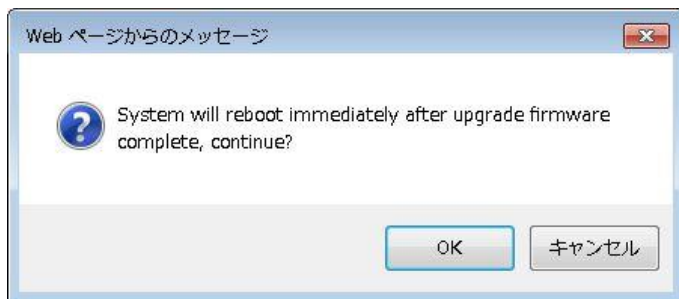 Web ページからのメッセージ
System will reboot immediately after upgrade firmware
complete, continue?
OK
キャンセル